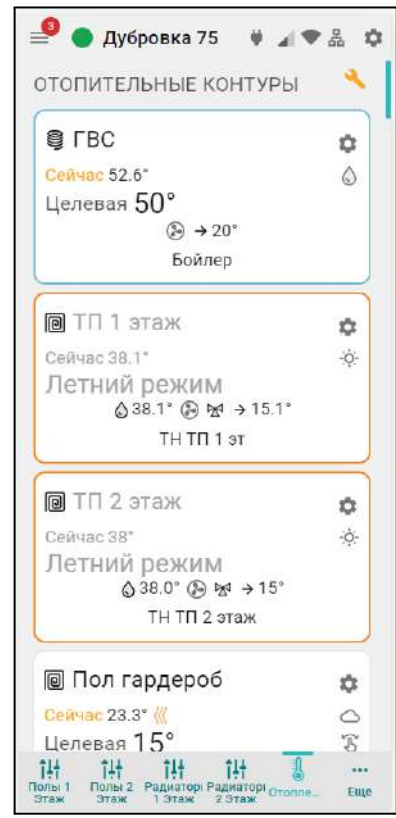 3
Дубровка 75
ОТОПИТЕЛЬНЫЕ КОНТУРЫ
ГВС
Сейчас 52.6°
Целевая 50°
→ 20°
Бойлер
ТП 1 этаж
Сейчас 38.1°
Летний режим
38.1° → 15.1°
ТН ТП 1 эт
ТП 2 этаж
Сейчас 38°
Летний режим
38.0° → 15°
ТН ТП 2 этаж
Пол гардероб
Сейчас 23.3°
Целевая 15°
Полы 1 Этаж
Полы 2 Этаж
Радиаторы 1 Этаж
Радиаторы 2 Этаж
Отопле...
Еще